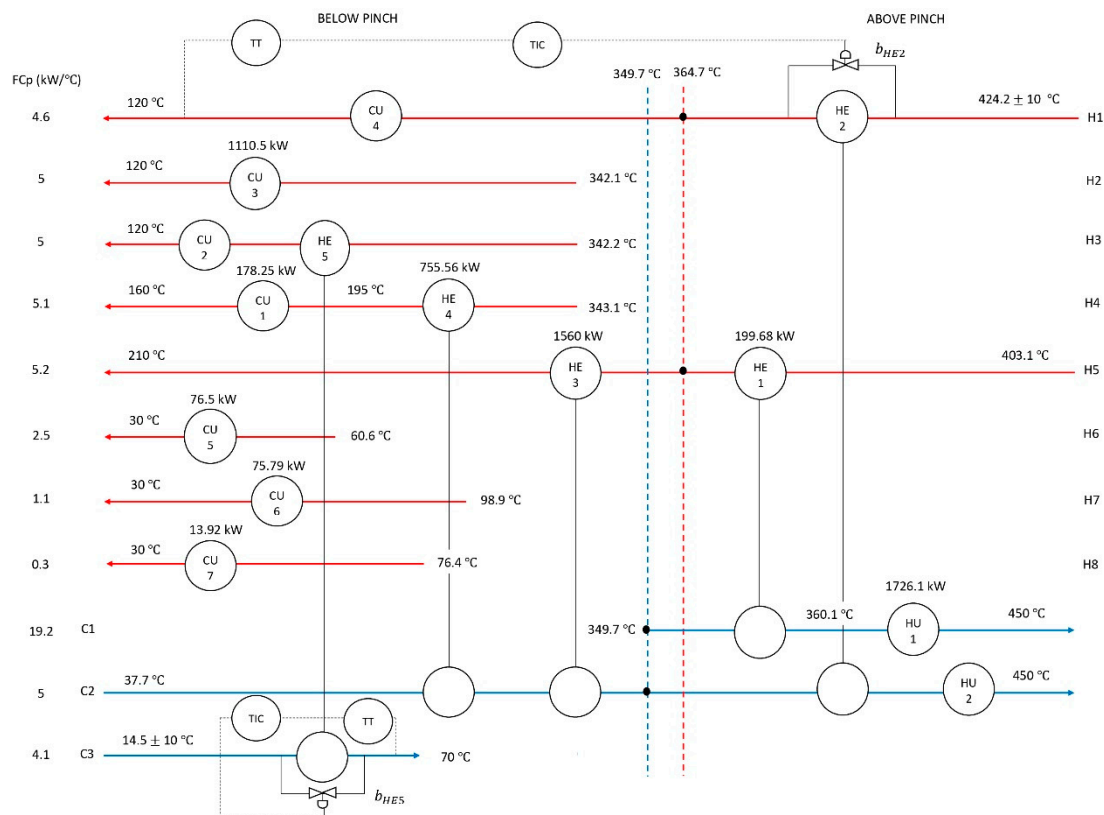 BELOW PINCH
ABOVE PINCH
TT
TIC
b_HE2
FCp (kW/°C)
349.7 °C
364.7 °C
4.6
120 °C
CU 4
HE 2
424.2 ± 10 °C
H1
1110.5 kW
5
120 °C
CU 3
342.1 °C
H2
5
120 °C
CU 2
HE 5
342.2 °C
H3
178.25 kW
755.56 kW
5.1
160 °C
CU 1
195 °C
HE 4
343.1 °C
H4
1560 kW
199.68 kW
5.2
210 °C
HE 3
HE 1
403.1 °C
H5
76.5 kW
2.5
30 °C
CU 5
60.6 °C
H6
75.79 kW
1.1
30 °C
CU 6
98.9 °C
H7
13.92 kW
0.3
30 °C
CU 7
76.4 °C
H8
1726.1 kW
19.2
C1
349.7 °C
360.1 °C
HU 1
450 °C
5
C2
37.7 °C
HU 2
450 °C
TIC
TT
4.1
C3
14.5 ± 10 °C
70 °C
b_HE5